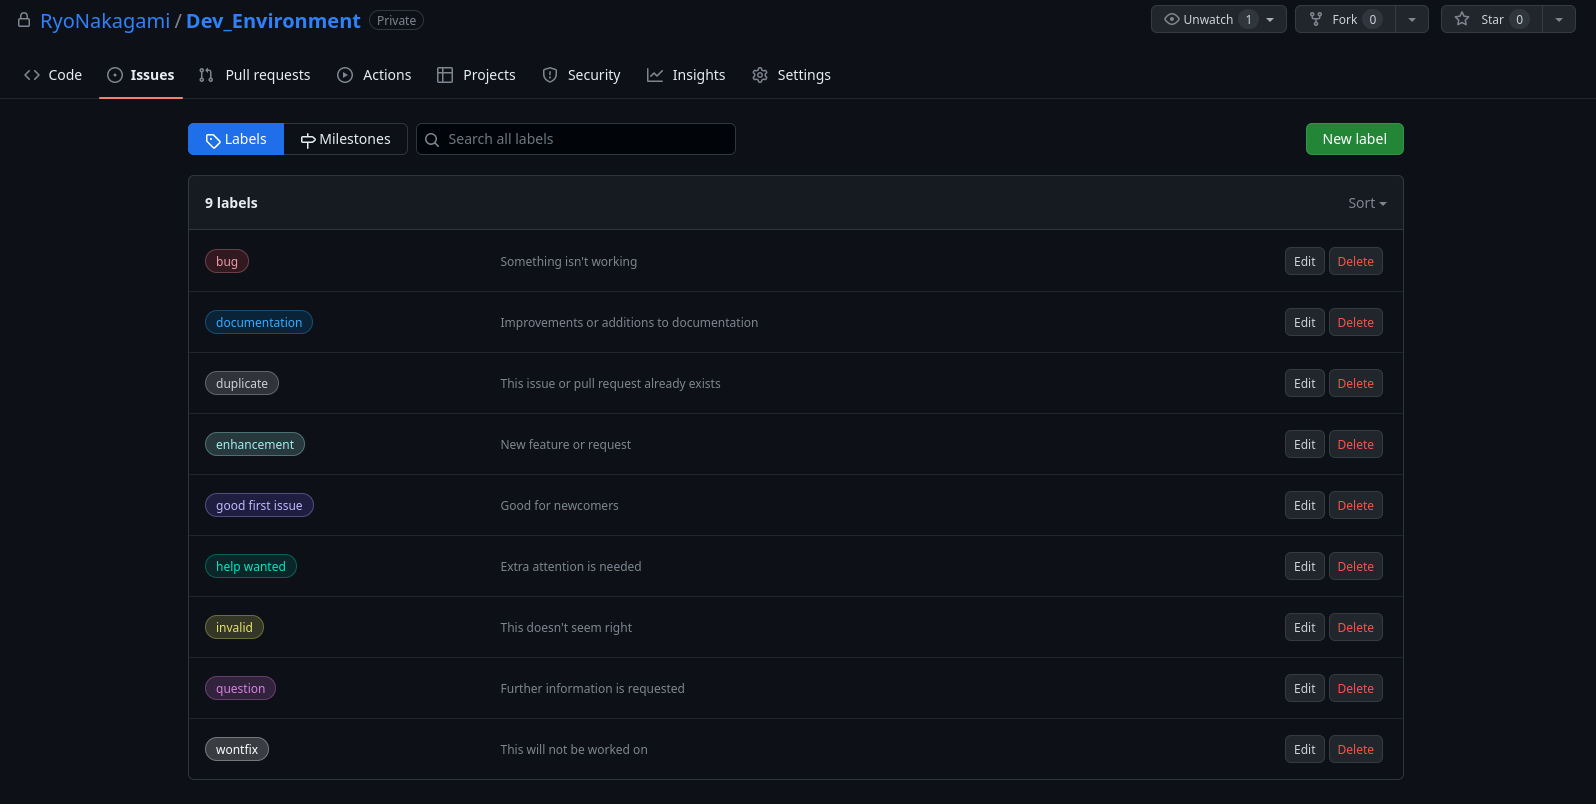 RyoNakagami / Dev_Environment Private Unwatch 1 Fork 0 Star 0
Code Issues Pull requests Actions Projects Security Insights Settings
Labels Milestones Search all labels New label
9 labels Sort
bug Something isn't working Edit Delete
documentation Improvements or additions to documentation Edit Delete
duplicate This issue or pull request already exists Edit Delete
enhancement New feature or request Edit Delete
good first issue Good for newcomers Edit Delete
help wanted Extra attention is needed Edit Delete
invalid This doesn't seem right Edit Delete
question Further information is requested Edit Delete
wontfix This will not be worked on Edit Delete